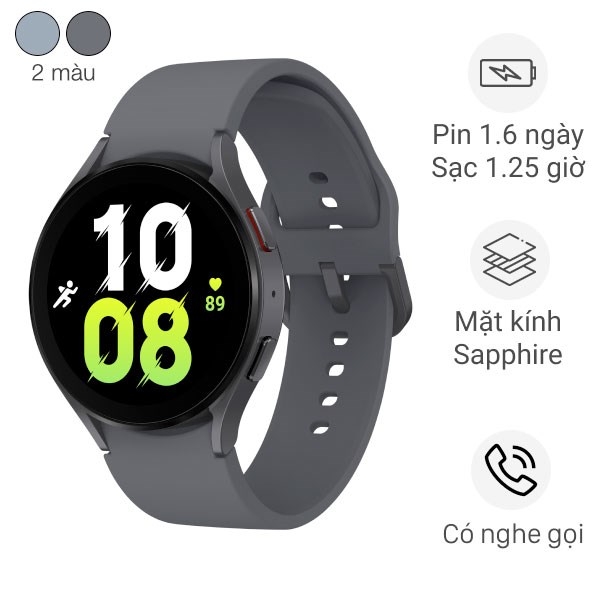 2 màu
10
08
89
Pin 1.6 ngày
Sạc 1.25 giờ
Mặt kính
Sapphire
Có nghe gọi